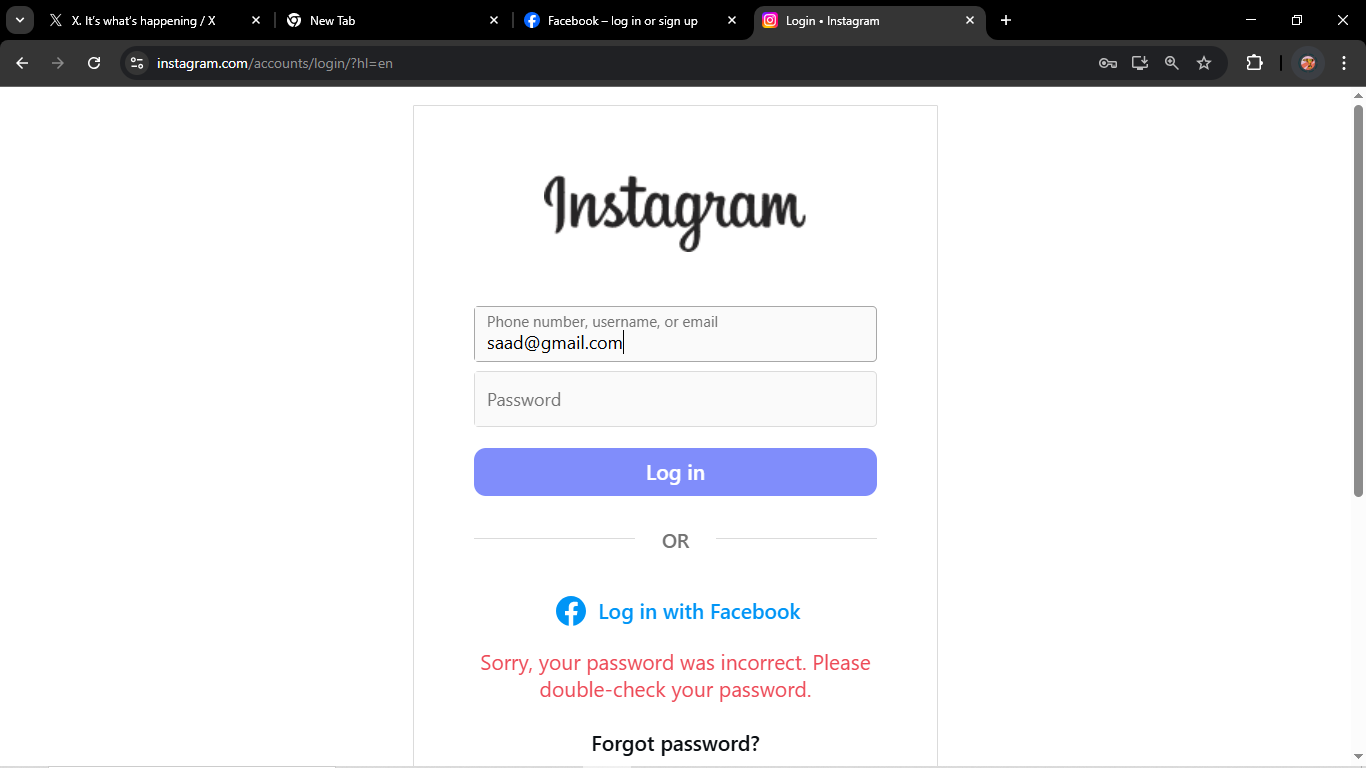 X. It's what's happening / X
New Tab
Facebook – log in or sign up
Login • Instagram
instagram.com/accounts/login/?hl=en
Instagram
Phone number, username, or email
saad@gmail.com
Password
Log in
OR
Log in with Facebook
Sorry, your password was incorrect. Please
double-check your password.
Forgot password?